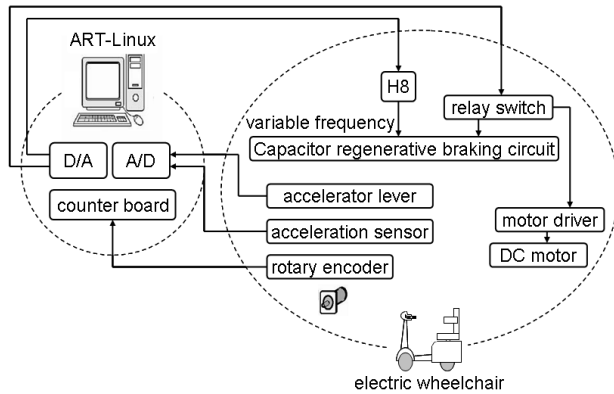 ART-Linux
H8
relay switch
variable frequency
Capacitor regenerative braking circuit
D/A
A/D
accelerator lever
counter board
motor driver
acceleration sensor
DC motor
rotary encoder
electric wheelchair